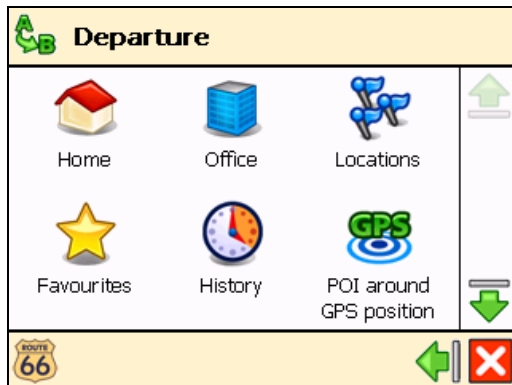 A
B
Departure
Home
Office
Locations
GPS
Favourites
History
POI around
GPS position
ROUTE
66